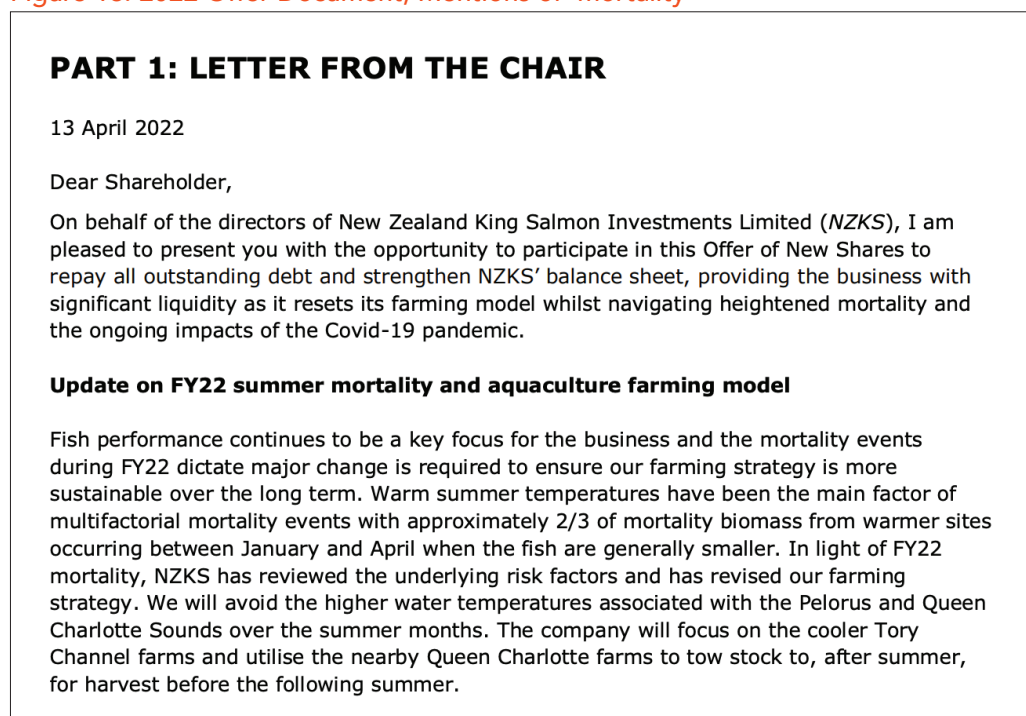 Figure 10: 2022 Offer Document, mentions of "mortality"
PART 1: LETTER FROM THE CHAIR
13 April 2022
Dear Shareholder,
On behalf of the directors of New Zealand King Salmon Investments Limited (NZKS), I am
pleased to present you with the opportunity to participate in this Offer of New Shares to
repay all outstanding debt and strengthen NZKS’ balance sheet, providing the business with
significant liquidity as it resets its farming model whilst navigating heightened mortality and
the ongoing impacts of the Covid-19 pandemic.
Update on FY22 summer mortality and aquaculture farming model
Fish performance continues to be a key focus for the business and the mortality events
during FY22 dictate major change is required to ensure our farming strategy is more
sustainable over the long term. Warm summer temperatures have been the main factor of
multifactorial mortality events with approximately 2/3 of mortality biomass from warmer sites
occurring between January and April when the fish are generally smaller. In light of FY22
mortality, NZKS has reviewed the underlying risk factors and has revised our farming
strategy. We will avoid the higher water temperatures associated with the Pelorus and Queen
Charlotte Sounds over the summer months. The company will focus on the cooler Tory
Channel farms and utilise the nearby Queen Charlotte farms to tow stock to, after summer,
for harvest before the following summer.